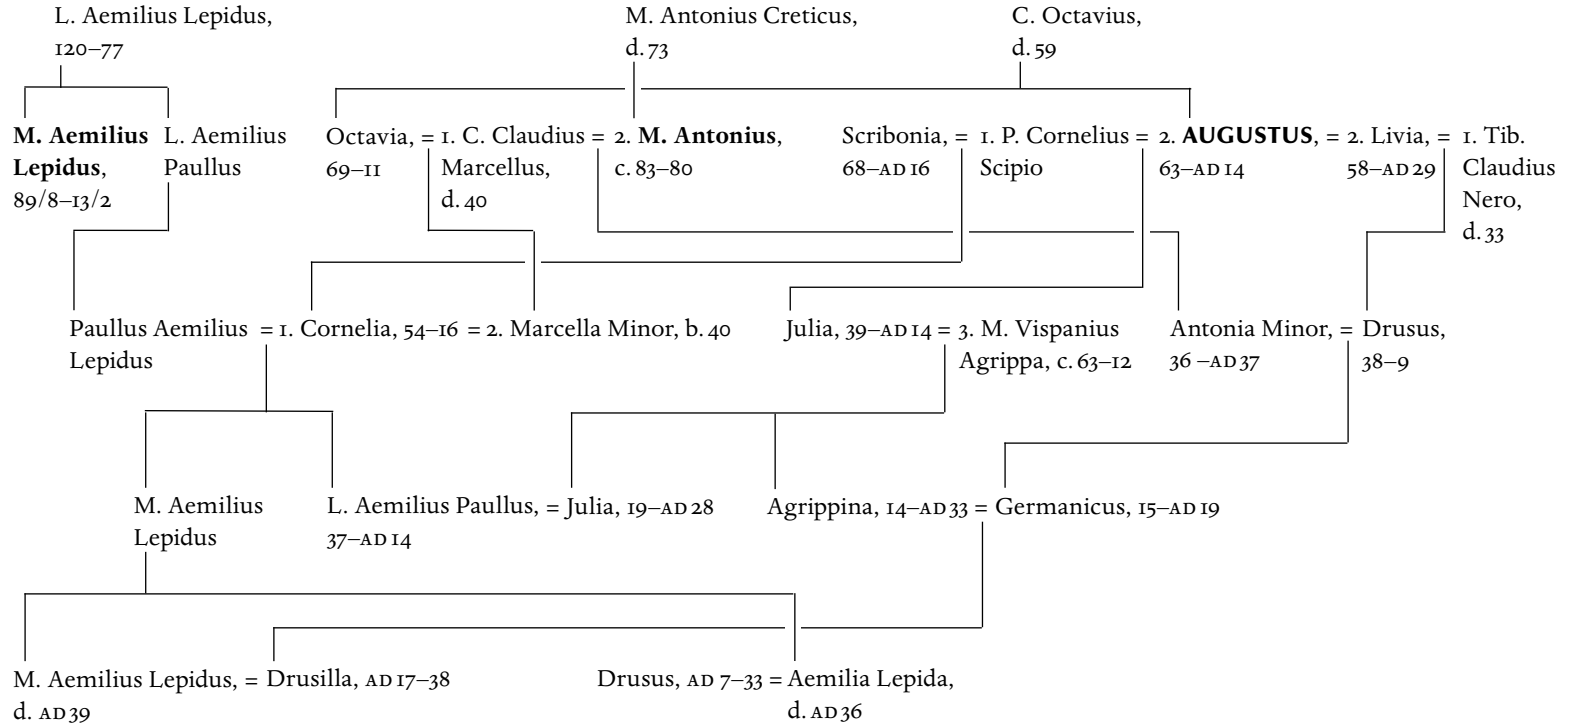 L. Aemilius Lepidus,
120–77
M. Antonius Creticus,
d. 73
C. Octavius,
d. 59
M. Aemilius
Lepidus,
89/8–13/2
L. Aemilius
Paullus
Octavia, =
69–11
1. C. Claudius =
Marcellus,
d. 40
2. M. Antonius,
c. 83–80
Scribonia, =
68–AD 16
1. P. Cornelius =
Scipio
2. AUGUSTUS, =
63–AD 14
2. Livia, =
58–AD 29
1. Tib.
Claudius
Nero,
d. 33
Paullus Aemilius
Lepidus
= 1. Cornelia, 54–16 = 2. Marcella Minor, b. 40
Julia, 39–AD 14 = 3. M. Vispanius
Agrippa, c. 63–12
Antonia Minor, =
36 –AD 37
Drusus,
38–9
M. Aemilius
Lepidus
L. Aemilius Paullus, =
37–AD 14
Julia, 19–AD 28
Agrippina, 14–AD 33 = Germanicus, 15–AD 19
M. Aemilius Lepidus, = Drusilla, AD 17–38
d. AD 39
Drusus, AD 7–33 = Aemilia Lepida,
d. AD 36